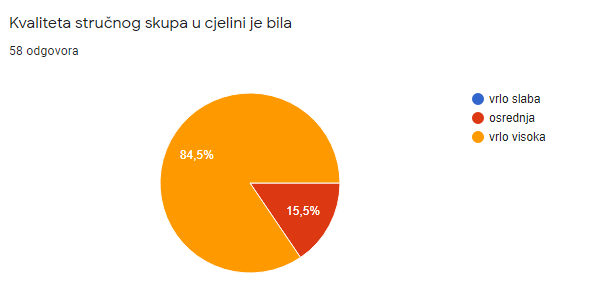 Kvaliteta stručnog skupa u cjelini je bila
58 odgovora
84,5%
15,5%
vrlo slaba
osrednja
vrlo visoka